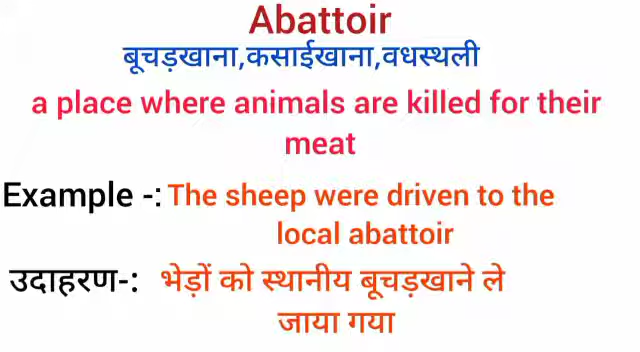 Abattoir
बूचड़खाना,कसाईखाना,वधस्थली
a place where animals are killed for their
meat
Example -: The sheep were driven to the
local abattoir
उदाहरण-: भेड़ों को स्थानीय बूचड़खाने ले
जाया गया